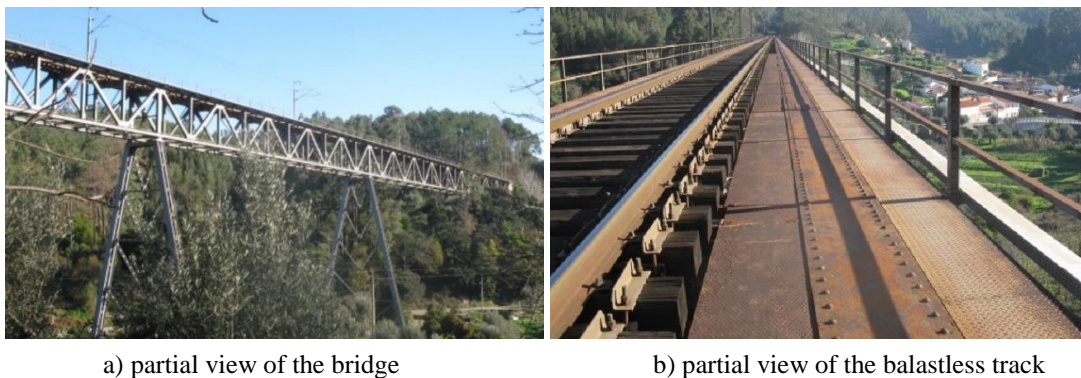 a) partial view of the bridge
b) partial view of the balastless track